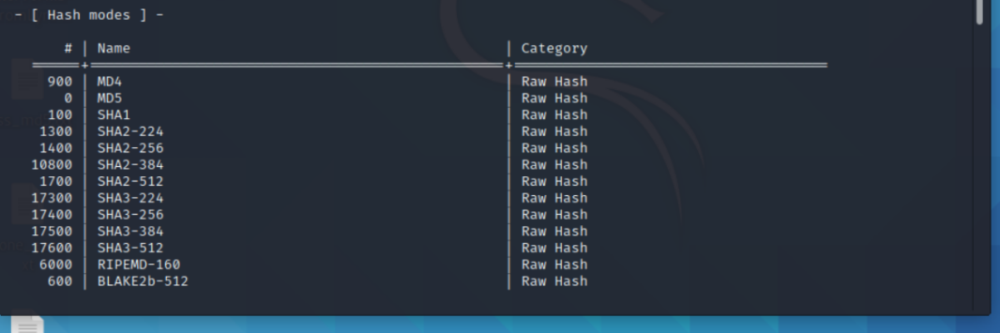 - [ Hash modes ] -
# | Name | Category
======+======================================================+======================================
900 | MD4 | Raw Hash
0 | MD5 | Raw Hash
100 | SHA1 | Raw Hash
1300 | SHA2-224 | Raw Hash
1400 | SHA2-256 | Raw Hash
10800 | SHA2-384 | Raw Hash
1700 | SHA2-512 | Raw Hash
17300 | SHA3-224 | Raw Hash
17400 | SHA3-256 | Raw Hash
17500 | SHA3-384 | Raw Hash
17600 | SHA3-512 | Raw Hash
6000 | RIPEMD-160 | Raw Hash
600 | BLAKE2b-512 | Raw Hash